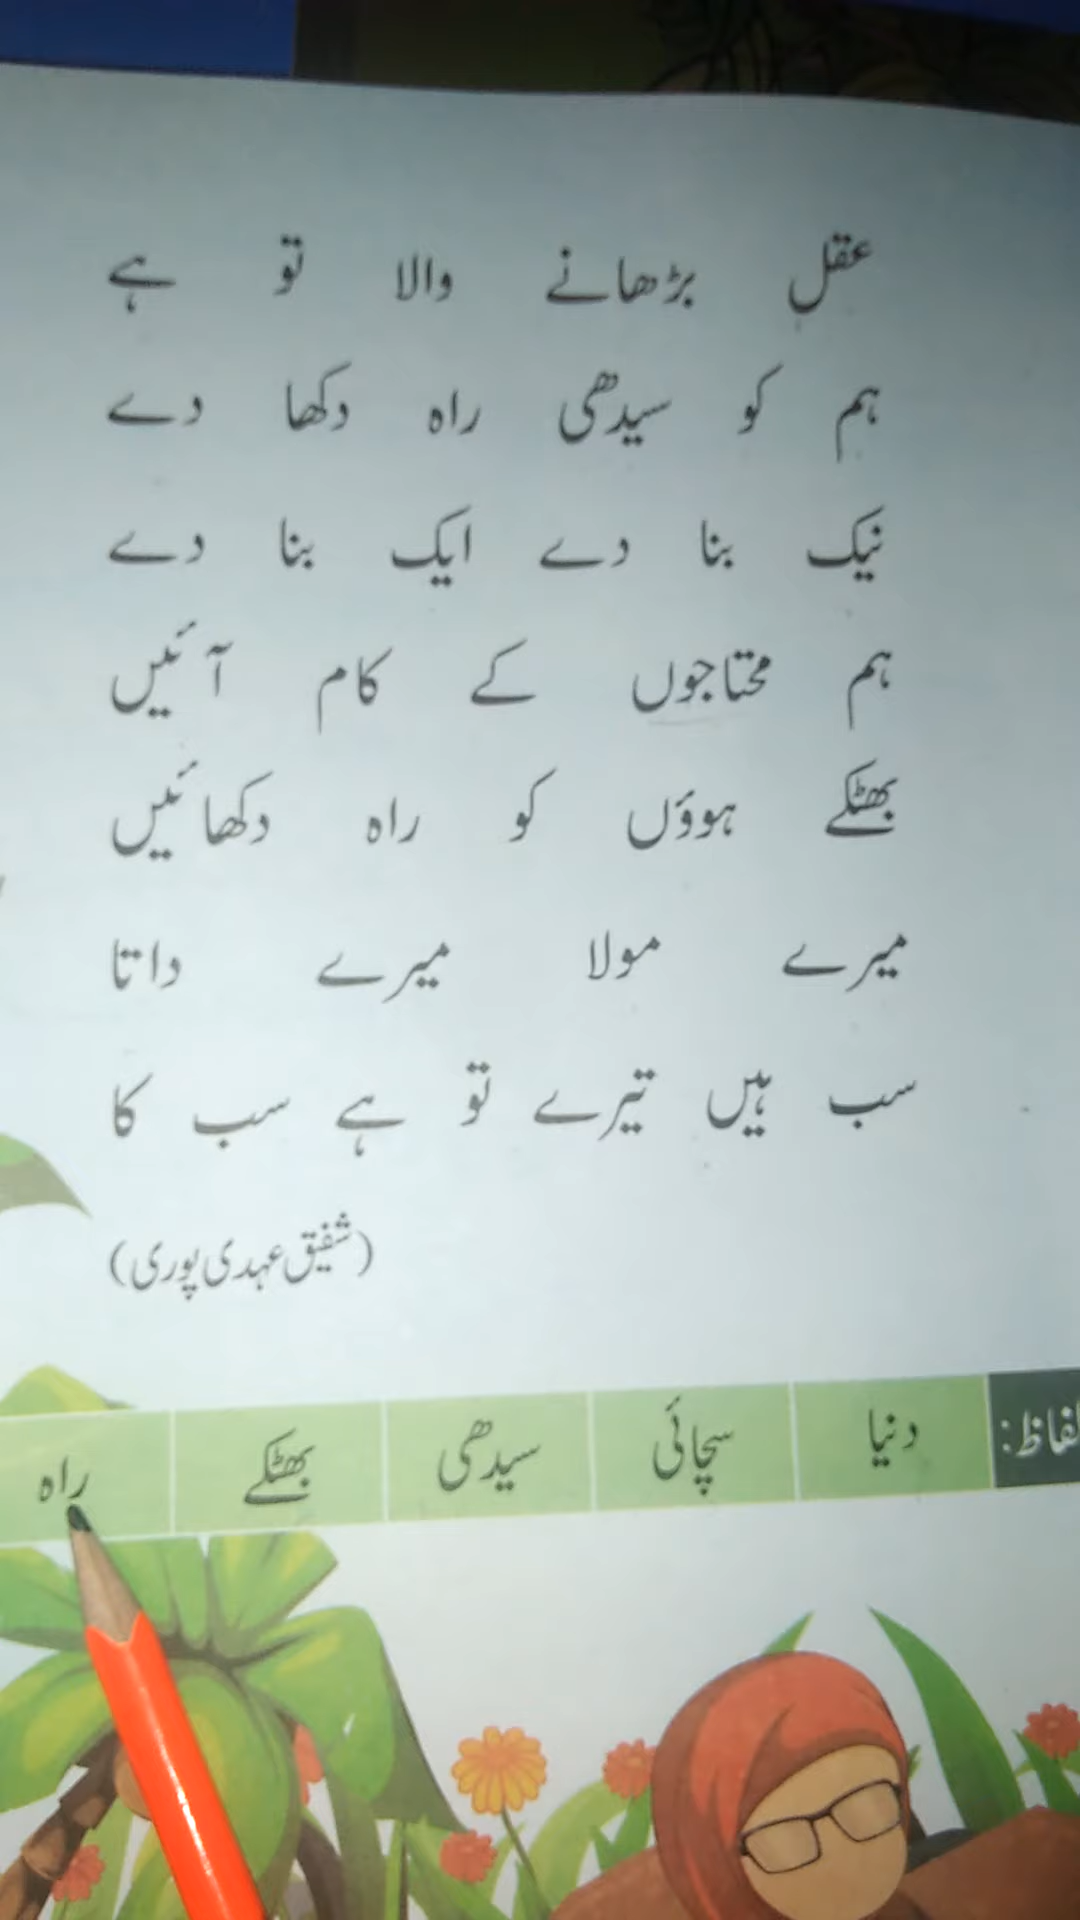 عقل بڑھانے والا تو ہے
ہم کو سیدھی راہ دکھا دے
نیک بنا دے ایک بنا دے
ہم محتاجوں کے کام آئیں
بھٹکے ہوؤں کو راہ دکھائیں
میرے مولا میرے داتا
سب ہیں تیرے تو ہے سب کا
(شفیق عہدی پوری)
لفاظ: دنیا سچائی سیدھی بھٹکے راہ